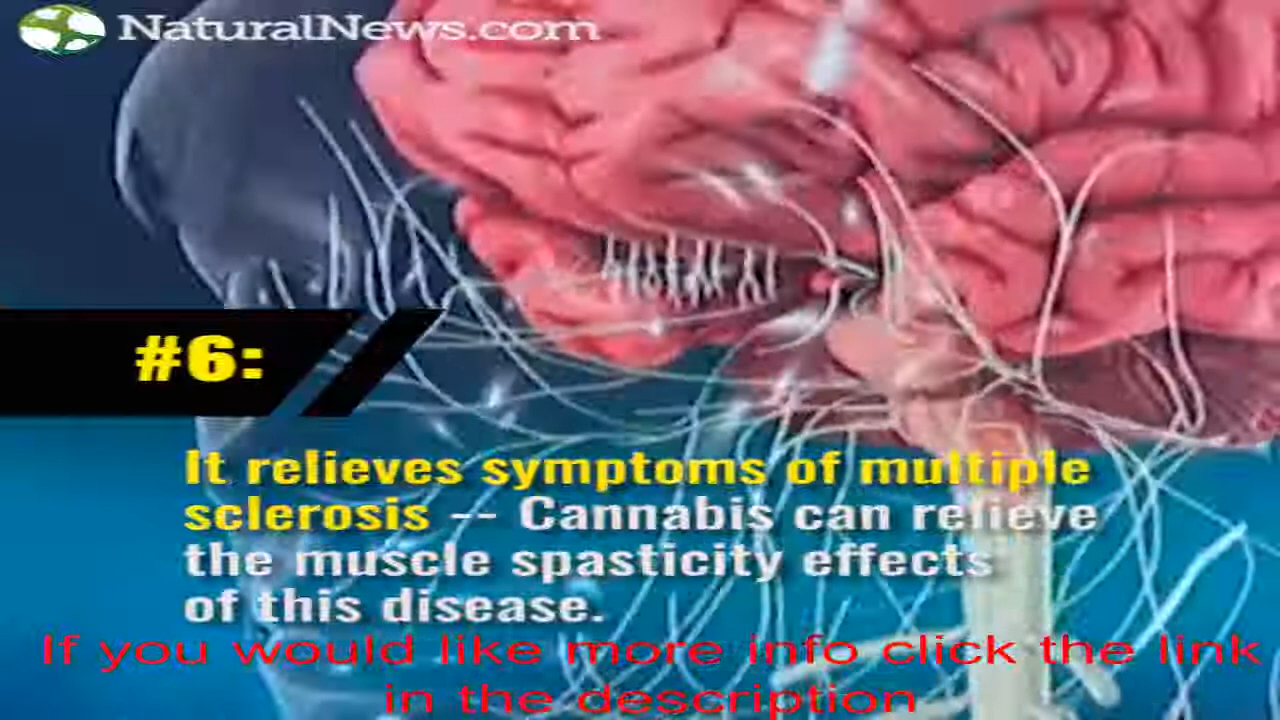 NaturalNews.com
#6:
It relieves symptoms of multiple
sclerosis -- Cannabis can relieve
the muscle spasticity effects
of this disease.
If you would like more info click the link
in the description